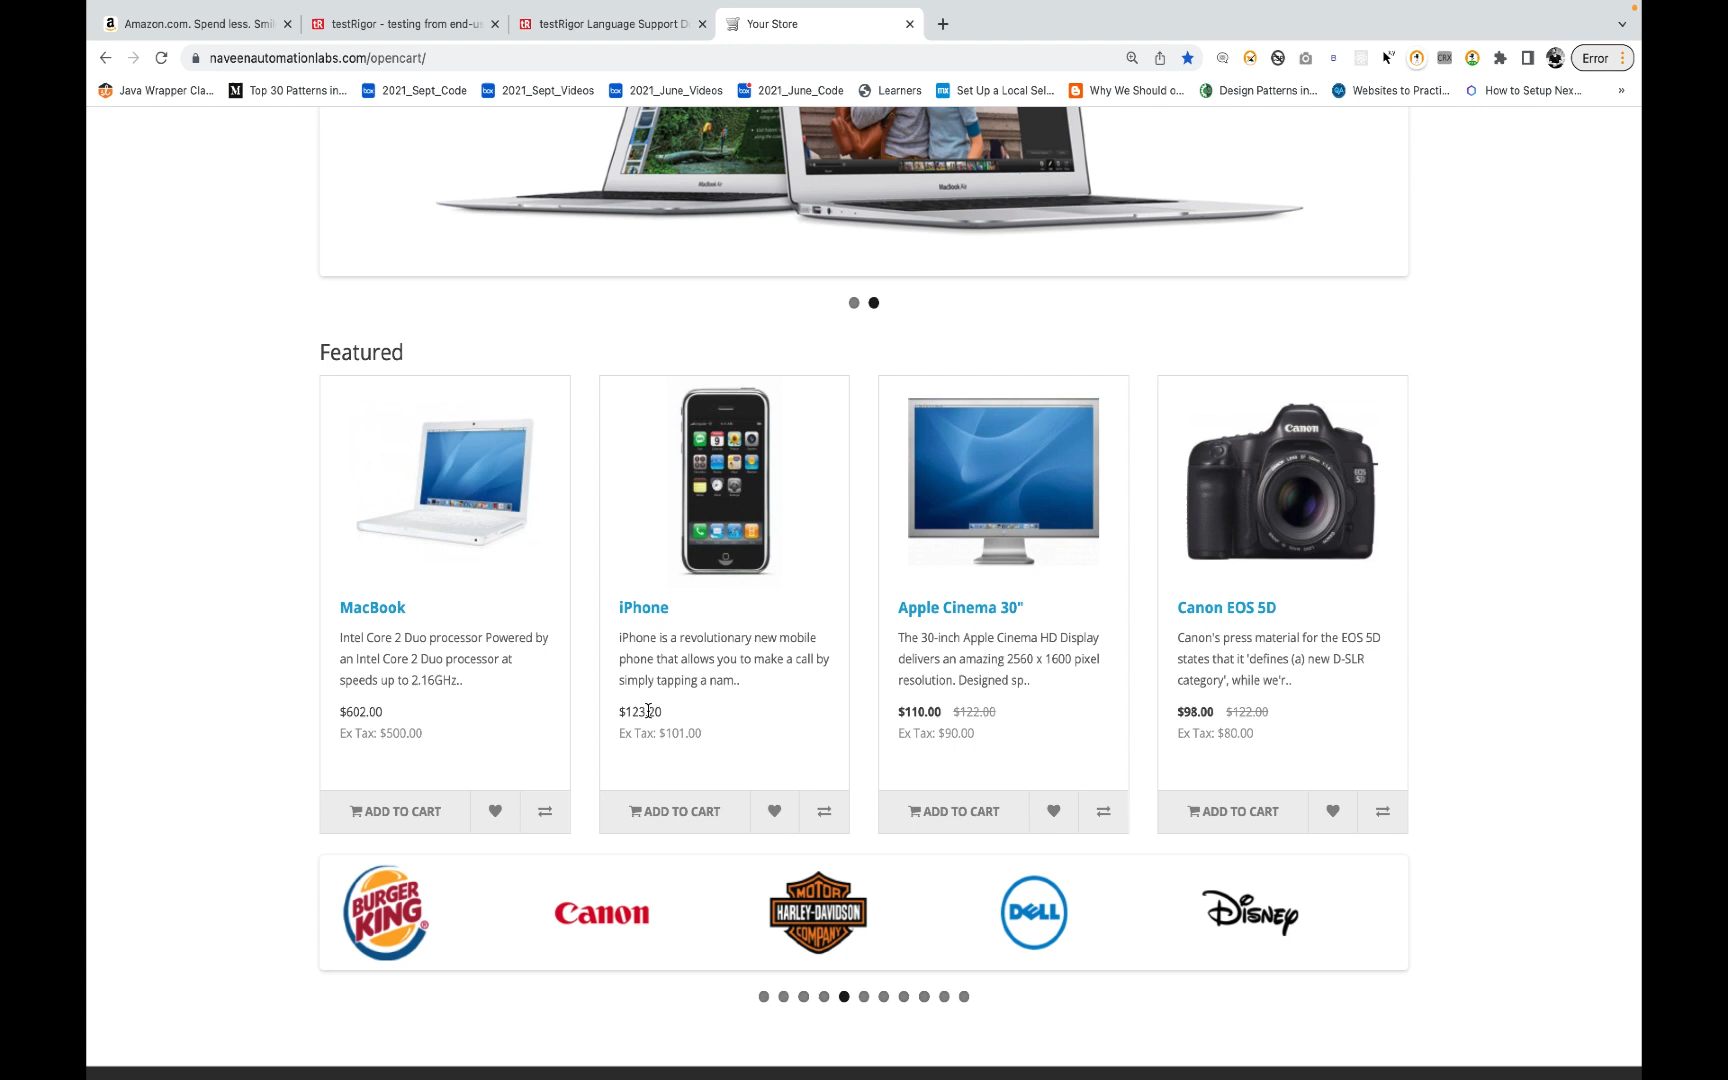 Amazon.com. Spend less. Smi
testRigor - testing from end-us
testRigor Language Support D
Your Store
naveenautomationlabs.com/opencart/
Error
Java Wrapper Cla...
Top 30 Patterns in...
2021_Sept_Code
2021_Sept_Videos
2021_June_Videos
2021_June_Code
Learners
Set Up a Local Sel...
Why We Should o...
Design Patterns in...
Websites to Practi...
How to Setup Nex...
»
MacBook Air
MacBook Air
Featured
Canon
MacBook
Intel Core 2 Duo processor Powered by
an Intel Core 2 Duo processor at
speeds up to 2.16GHz..
$602.00
Ex Tax: $500.00
ADD TO CART
iPhone
iPhone is a revolutionary new mobile
phone that allows you to make a call by
simply tapping a nam..
$123.20
Ex Tax: $101.00
ADD TO CART
Apple Cinema 30"
The 30-inch Apple Cinema HD Display
delivers an amazing 2560 x 1600 pixel
resolution. Designed sp..
$110.00 $122.00
Ex Tax: $90.00
ADD TO CART
Canon EOS 5D
Canon's press material for the EOS 5D
states that it 'defines (a) new D-SLR
category', while we'r..
$98.00 $122.00
Ex Tax: $80.00
ADD TO CART
BURGER
KING
Canon
MOTOR
HARLEY-DAVIDSON
COMPANY
DELL
Disney